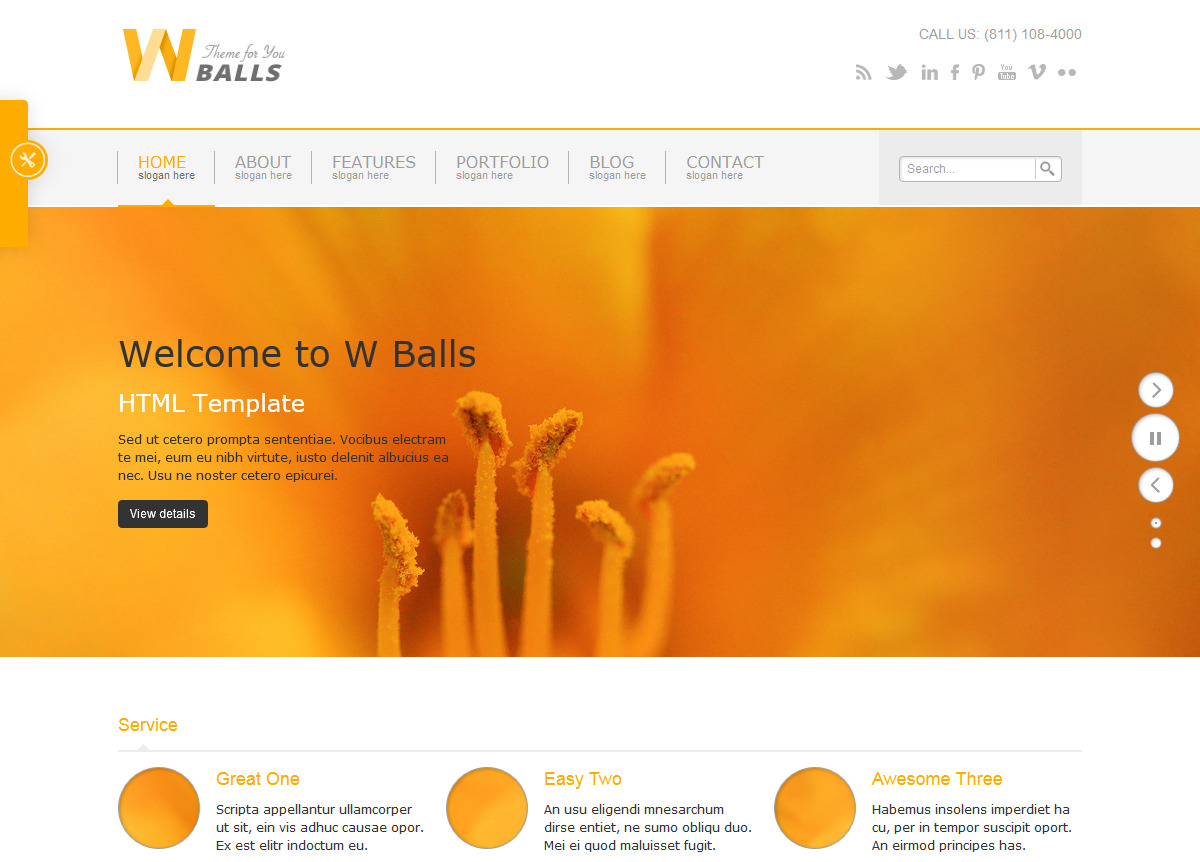 W
Theme for You
BALLS
CALL US: (811) 108-4000
You
Tube
HOME
slogan here
ABOUT
slogan here
FEATURES
slogan here
PORTFOLIO
slogan here
BLOG
slogan here
CONTACT
slogan here
Search...
Welcome to W Balls
HTML Template
Sed ut cetero prompta sententiae. Vocibus electram
te mei, eum eu nibh virtute, iusto delenit albucius ea
nec. Usu ne noster cetero epicurei.
View details
Service
Great One
Scripta appellantur ullamcorper
ut sit, ein vis adhuc causae opor.
Ex est elitr indoctum eu.
Easy Two
An usu eligendi mnesarchum
dirse entiet, ne sumo obliqu duo.
Mei ei quod maluisset fugit.
Awesome Three
Habemus insolens imperdiet ha
cu, per in tempor suscipit oport.
An eirmod principes has.